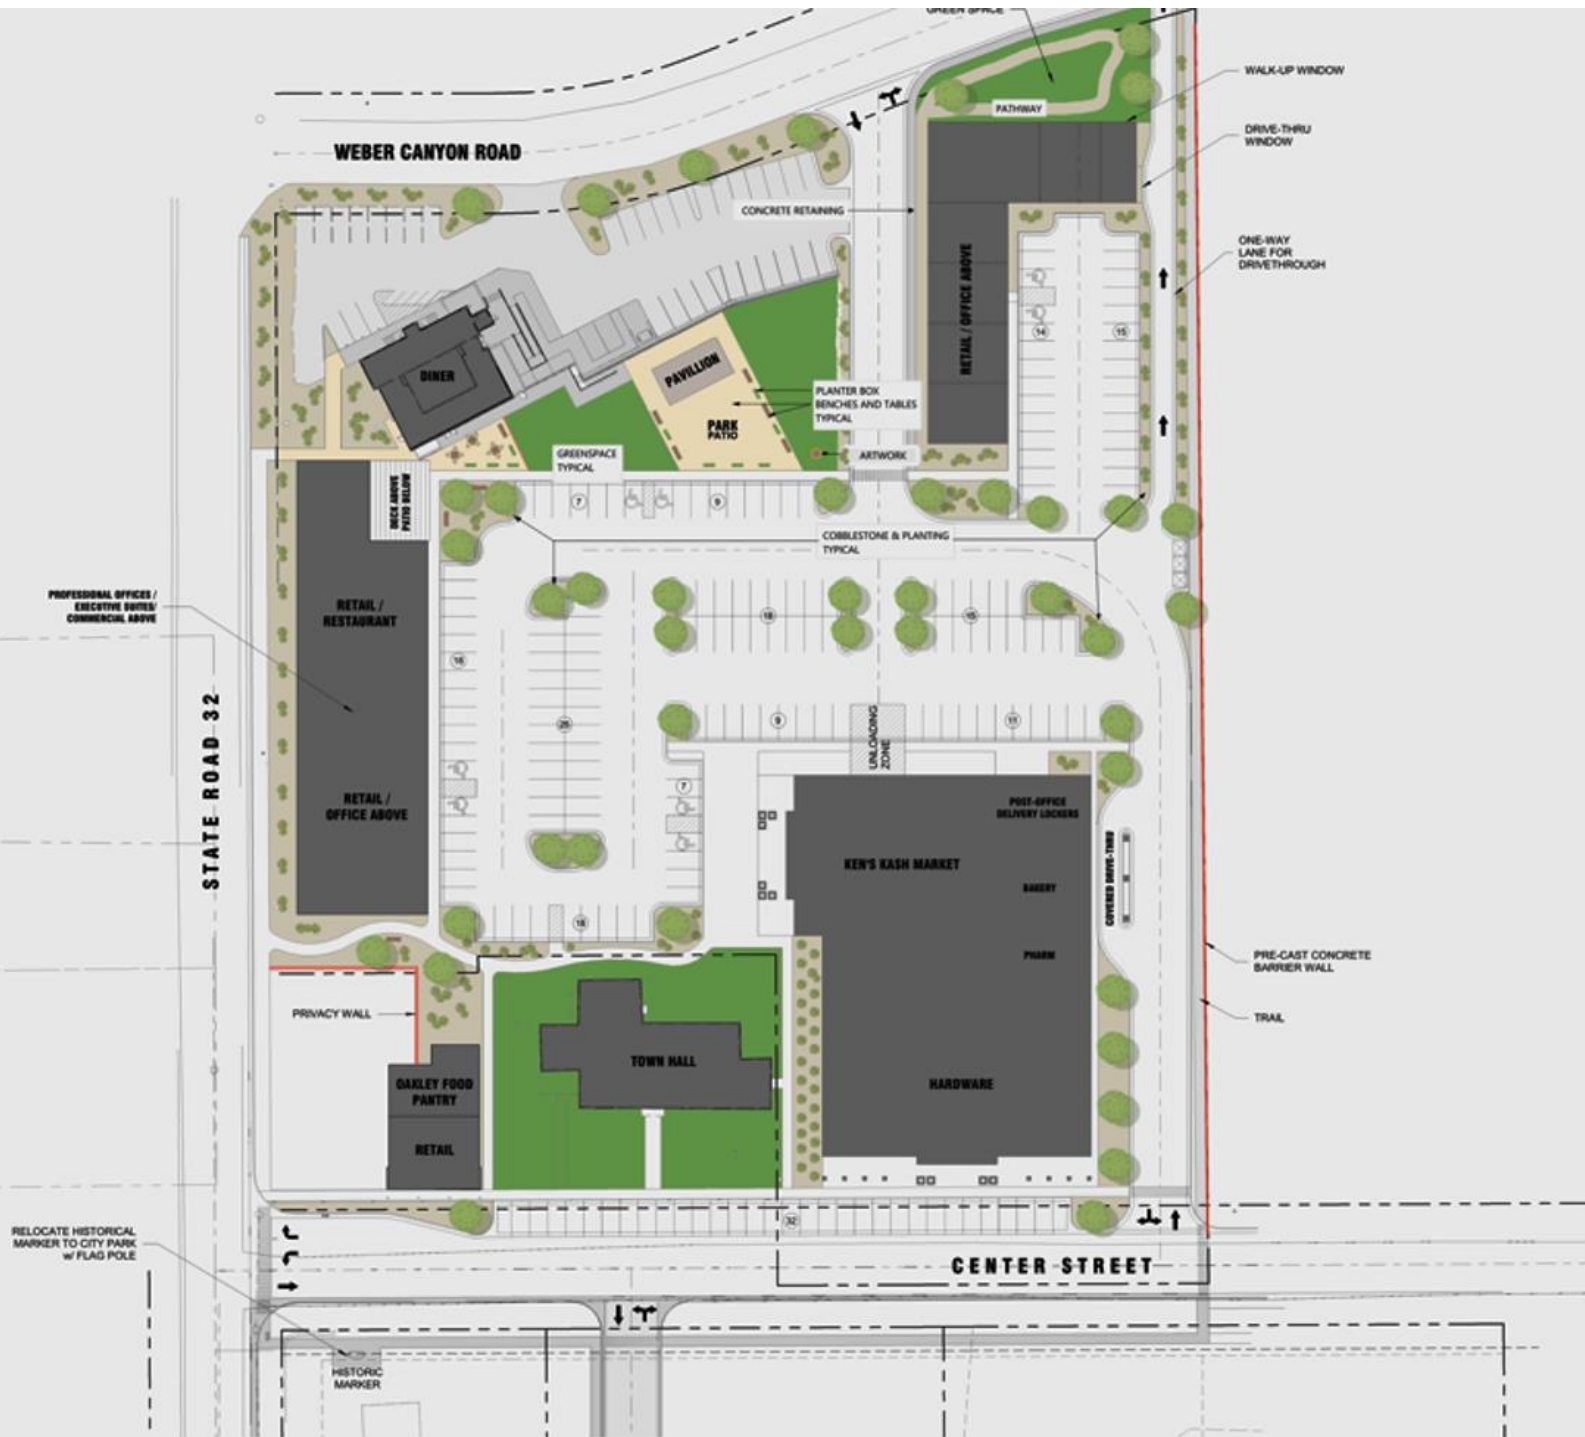 GREEN SPACE
WALK-UP WINDOW
PATHWAY
DRIVE-THRU
WINDOW
WEBER CANYON ROAD
CONCRETE RETAINING
ONE-WAY
LANE FOR
DRIVETHROUGH
RETAIL / OFFICE ABOVE
14
15
DINER
PAVILLION
PLANTER BOX
BENCHES AND TABLES
TYPICAL
PARK
PATIO
GREENSPACE
TYPICAL
ARTWORK
DECK ABOVE
PATIO BELOW
7
9
COBBLESTONE & PLANTING
TYPICAL
PROFESSIONAL OFFICES /
EXECUTIVE SUITES/
COMMERCIAL ABOVE
RETAIL /
RESTAURANT
18
15
STATE ROAD 32
9
UNLOADING
ZONE
11
RETAIL /
OFFICE ABOVE
7
POST-OFFICE
DELIVERY LOCKERS
KEN'S KASH MARKET
BAKERY
COVERED DRIVE-THRU
18
PHARM
PRE-CAST CONCRETE
BARRIER WALL
PRIVACY WALL
TRAIL
TOWN HALL
OAKLEY FOOD
PANTRY
HARDWARE
RETAIL
32
RELOCATE HISTORICAL
MARKER TO CITY PARK
w/ FLAG POLE
CENTER STREET
HISTORIC
MARKER